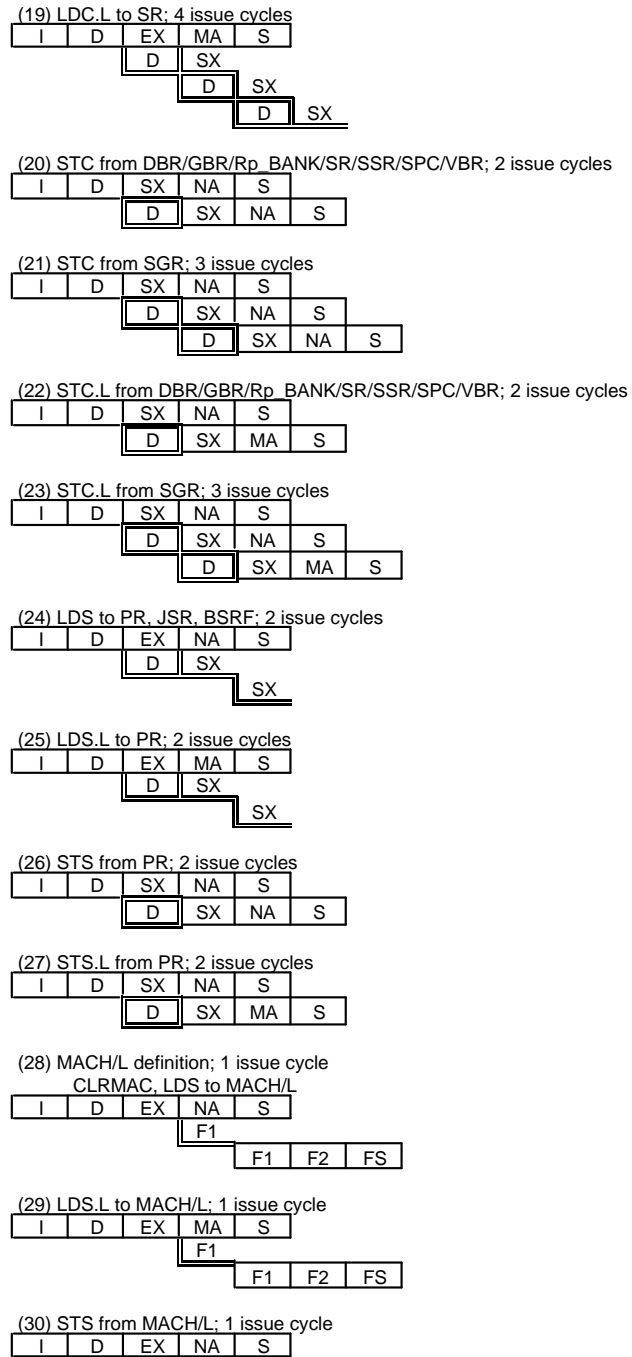 (19) LDC.L to SR; 4 issue cycles
I D EX MA S
D SX
D SX
D SX
(20) STC from DBR/GBR/Rp_BANK/SR/SSR/SPC/VBR; 2 issue cycles
I D SX NA S
D SX NA S
(21) STC from SGR; 3 issue cycles
I D SX NA S
D SX NA S
D SX NA S
(22) STC.L from DBR/GBR/Rp_BANK/SR/SSR/SPC/VBR; 2 issue cycles
I D SX NA S
D SX MA S
(23) STC.L from SGR; 3 issue cycles
I D SX NA S
D SX NA S
D SX MA S
(24) LDS to PR, JSR, BSRF; 2 issue cycles
I D EX NA S
D SX
SX
(25) LDS.L to PR; 2 issue cycles
I D EX MA S
D SX
SX
(26) STS from PR; 2 issue cycles
I D SX NA S
D SX NA S
(27) STS.L from PR; 2 issue cycles
I D SX NA S
D SX MA S
(28) MACH/L definition; 1 issue cycle
CLRMAC, LDS to MACH/L
I D EX NA S
F1
F1 F2 FS
(29) LDS.L to MACH/L; 1 issue cycle
I D EX MA S
F1
F1 F2 FS
(30) STS from MACH/L; 1 issue cycle
I D EX NA S